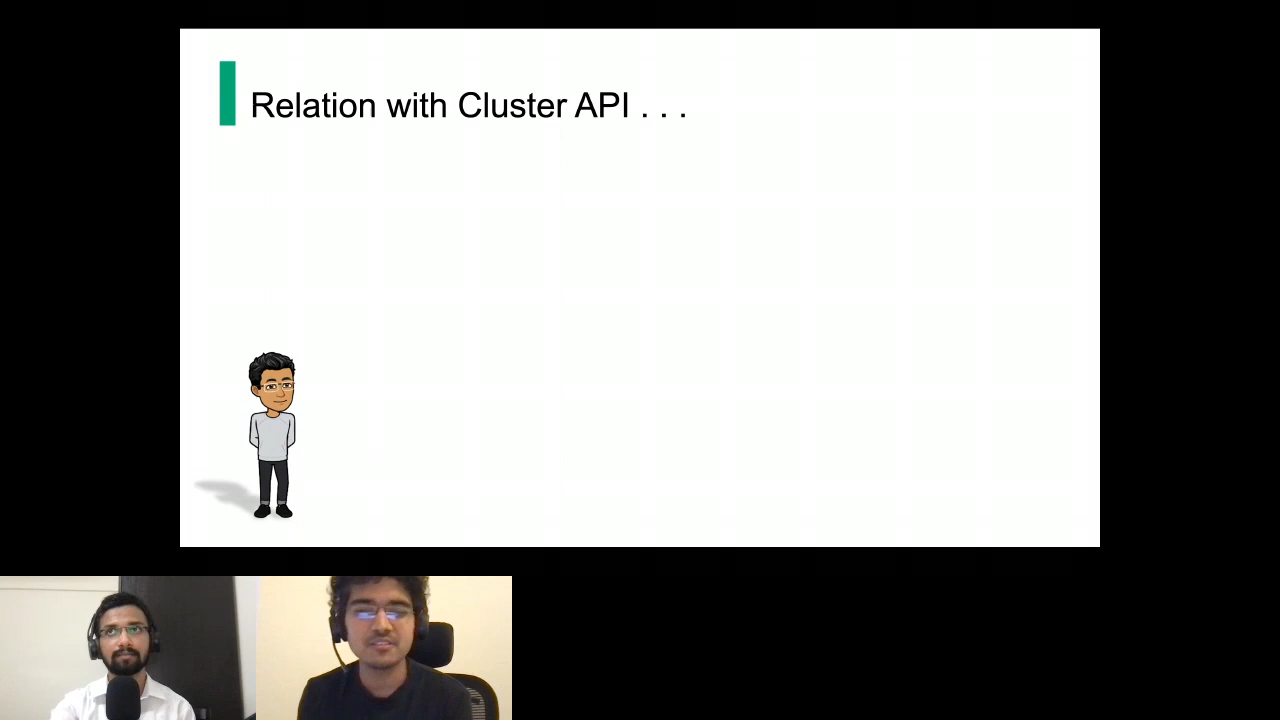 Relation with Cluster API . . .